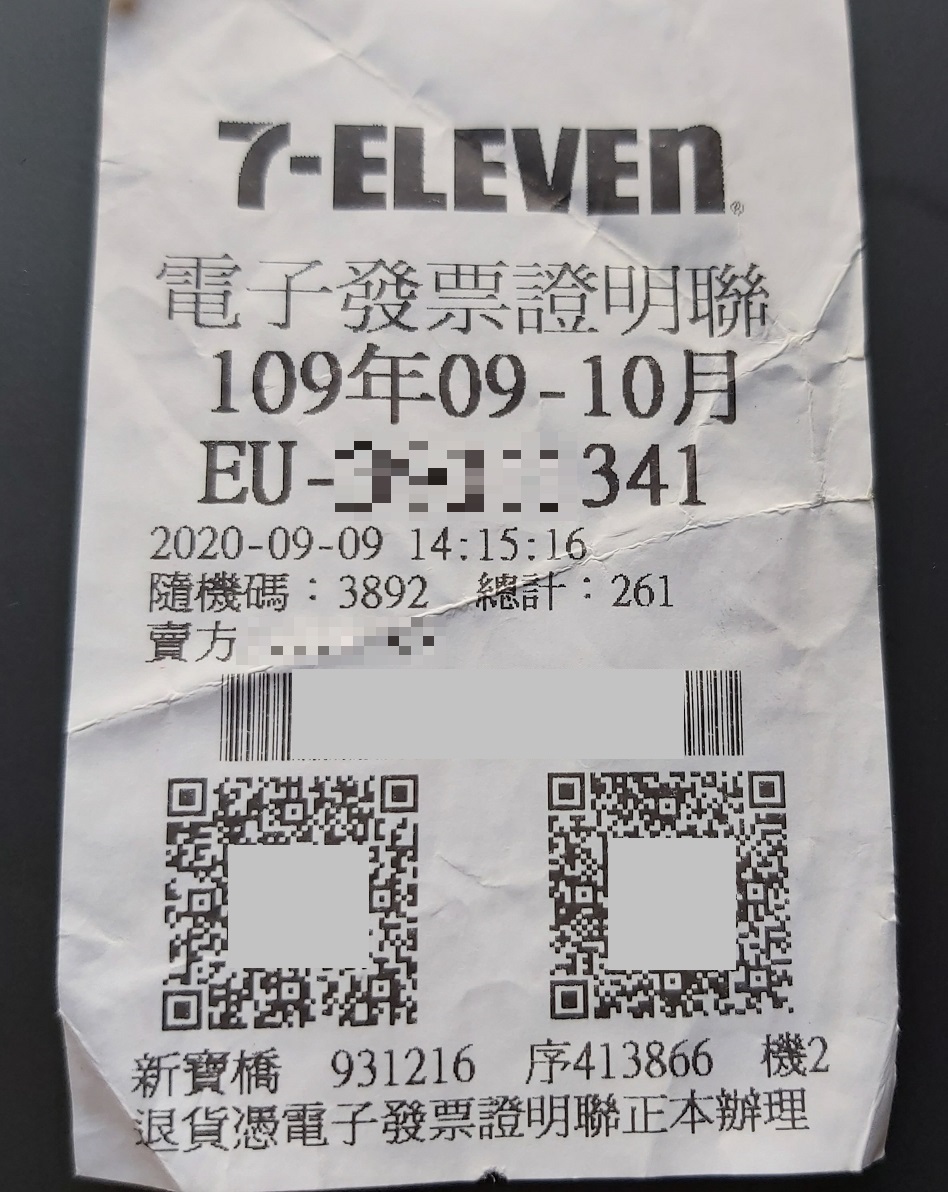 7-ELEVEN®
電子發票證明聯
109年09-10月
EU- 341
2020-09-09 14:15:16
隨機碼：3892 總計：261
賣方
新寶橋 931216 序413866 機2
退貨憑電子發票證明聯正本辦理